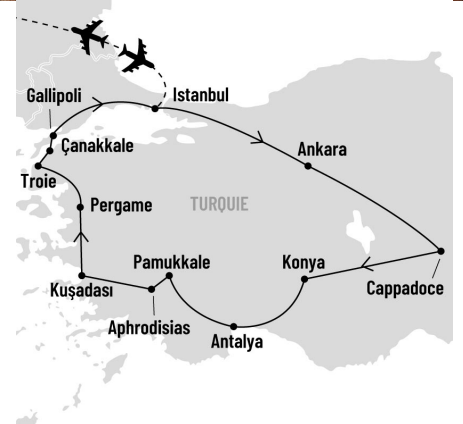 Gallipoli
Istanbul
Çanakkale
Ankara
Troie
Pergame
TURQUIE
Pamukkale
Konya
Kuşadası
Cappadoce
Aphrodisias
Antalya